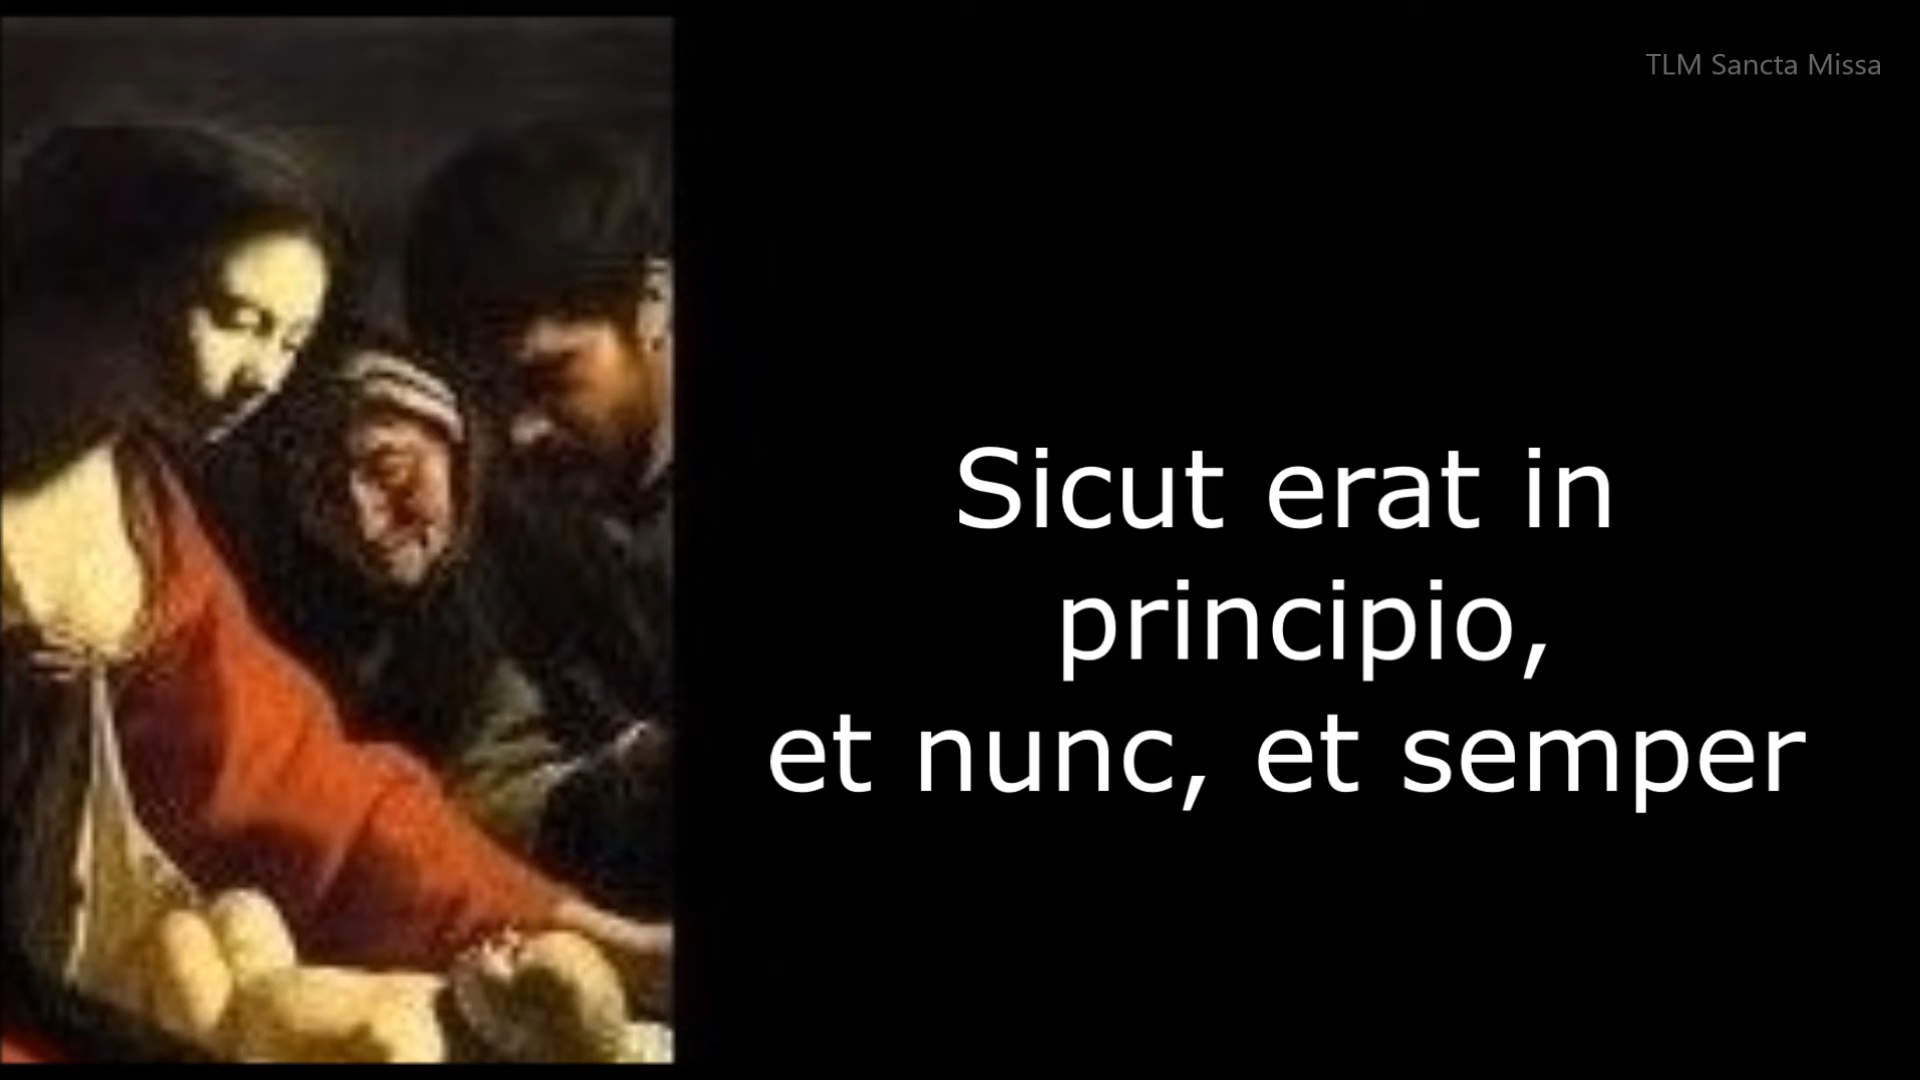 TLM Sancta Missa
Sicut erat in
principio,
et nunc, et semper